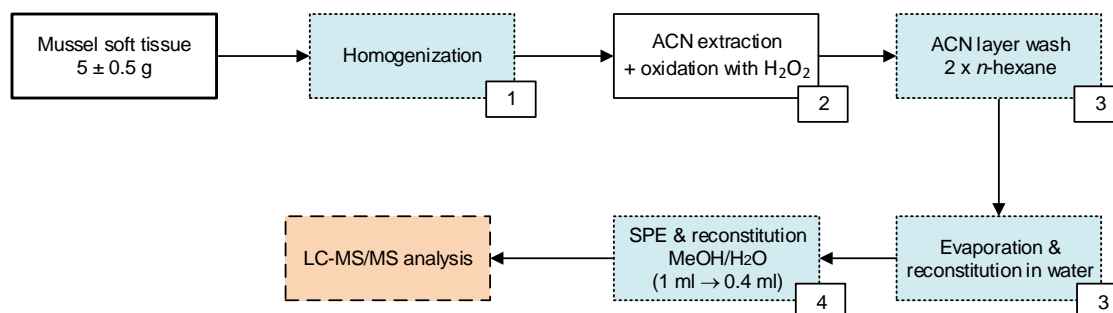 Mussel soft tissue
5 ± 0.5 g
Homogenization
1
ACN extraction
+ oxidation with H₂O₂
2
ACN layer wash
2 x n-hexane
3
Evaporation &
reconstitution in water
3
SPE & reconstitution
MeOH/H2O
(1 ml → 0.4 ml)
4
LC-MS/MS analysis